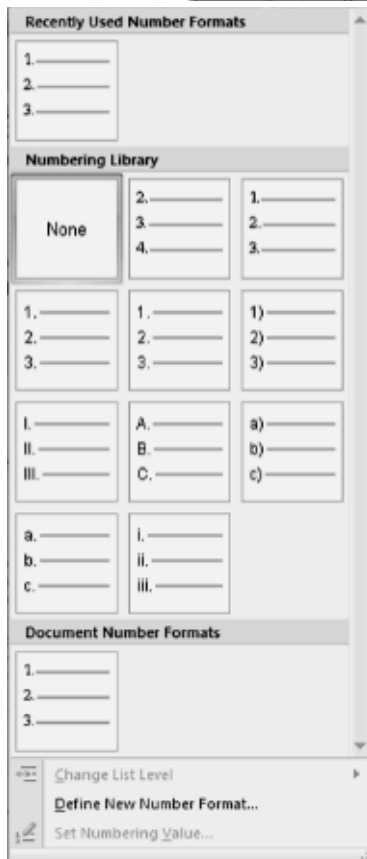 Recently Used Number Formats
1.
2.
3.
Numbering Library
None
2.
3.
4.
1.
2.
3.
1.
2.
3.
1.
2.
3.
1)
2)
3)
I.
II.
III.
A.
B.
C.
a)
b)
c)
a.
b.
c.
i.
ii.
iii.
Document Number Formats
1.
2.
3.
Change List Level
Define New Number Format...
Set Numbering Value...